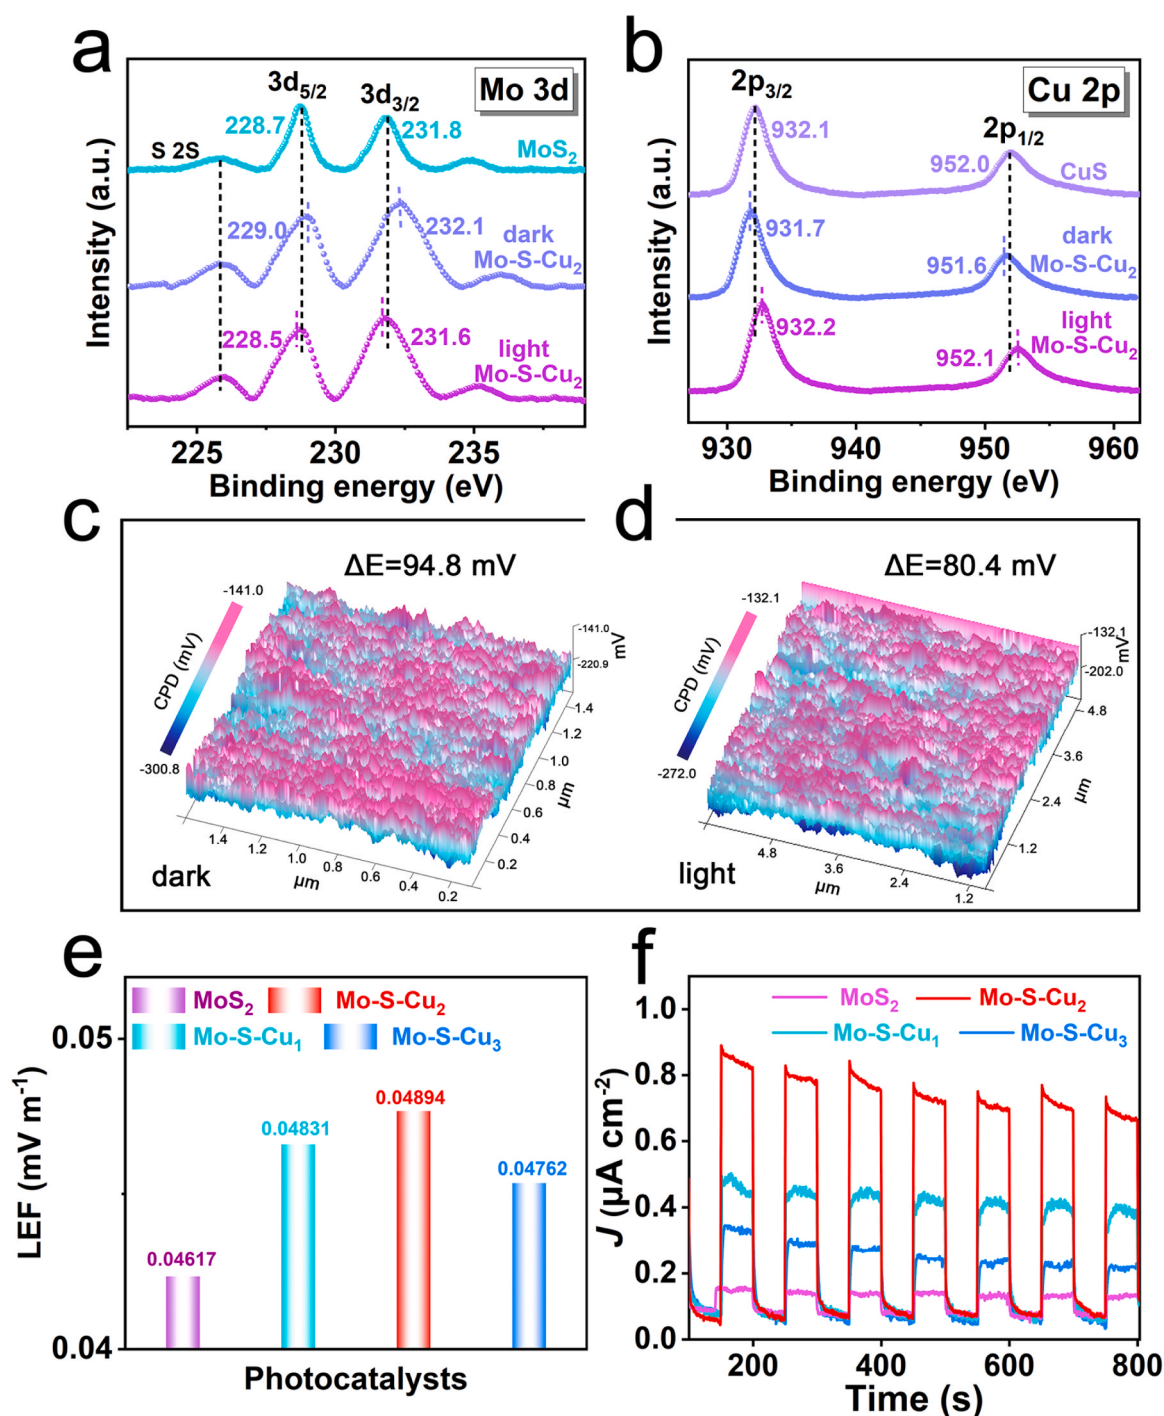 a
Mo 3d
3d5/2
3d3/2
228.7
231.8
S 2S
MoS2
229.0
232.1
dark
Mo-S-Cu2
228.5
231.6
light
Mo-S-Cu2
Intensity (a.u.)
225
230
235
Binding energy (eV)
b
Cu 2p
2p3/2
932.1
2p1/2
952.0
CuS
931.7
dark
Mo-S-Cu2
951.6
932.2
light
Mo-S-Cu2
952.1
Intensity (a.u.)
930
940
950
960
Binding energy (eV)
c
ΔE=94.8 mV
-141.0
CPD (mV)
-300.8
-141.0
-220.9
mV
1.4
1.2
1.0
0.8
0.6
0.4
0.2
µm
1.4
1.2
1.0
0.8
0.6
0.4
0.2
µm
dark
d
ΔE=80.4 mV
-132.1
CPD (mV)
-272.0
-132.1
-202.0
mV
4.8
3.6
2.4
1.2
µm
4.8
3.6
2.4
1.2
µm
light
e
MoS2
Mo-S-Cu2
Mo-S-Cu1
Mo-S-Cu3
0.05
0.04
LEF (mV m-1)
0.04617
0.04831
0.04894
0.04762
Photocatalysts
f
MoS2
Mo-S-Cu2
Mo-S-Cu1
Mo-S-Cu3
1.0
0.8
0.6
0.4
0.2
0.0
J (µA cm-2)
200
400
600
800
Time (s)